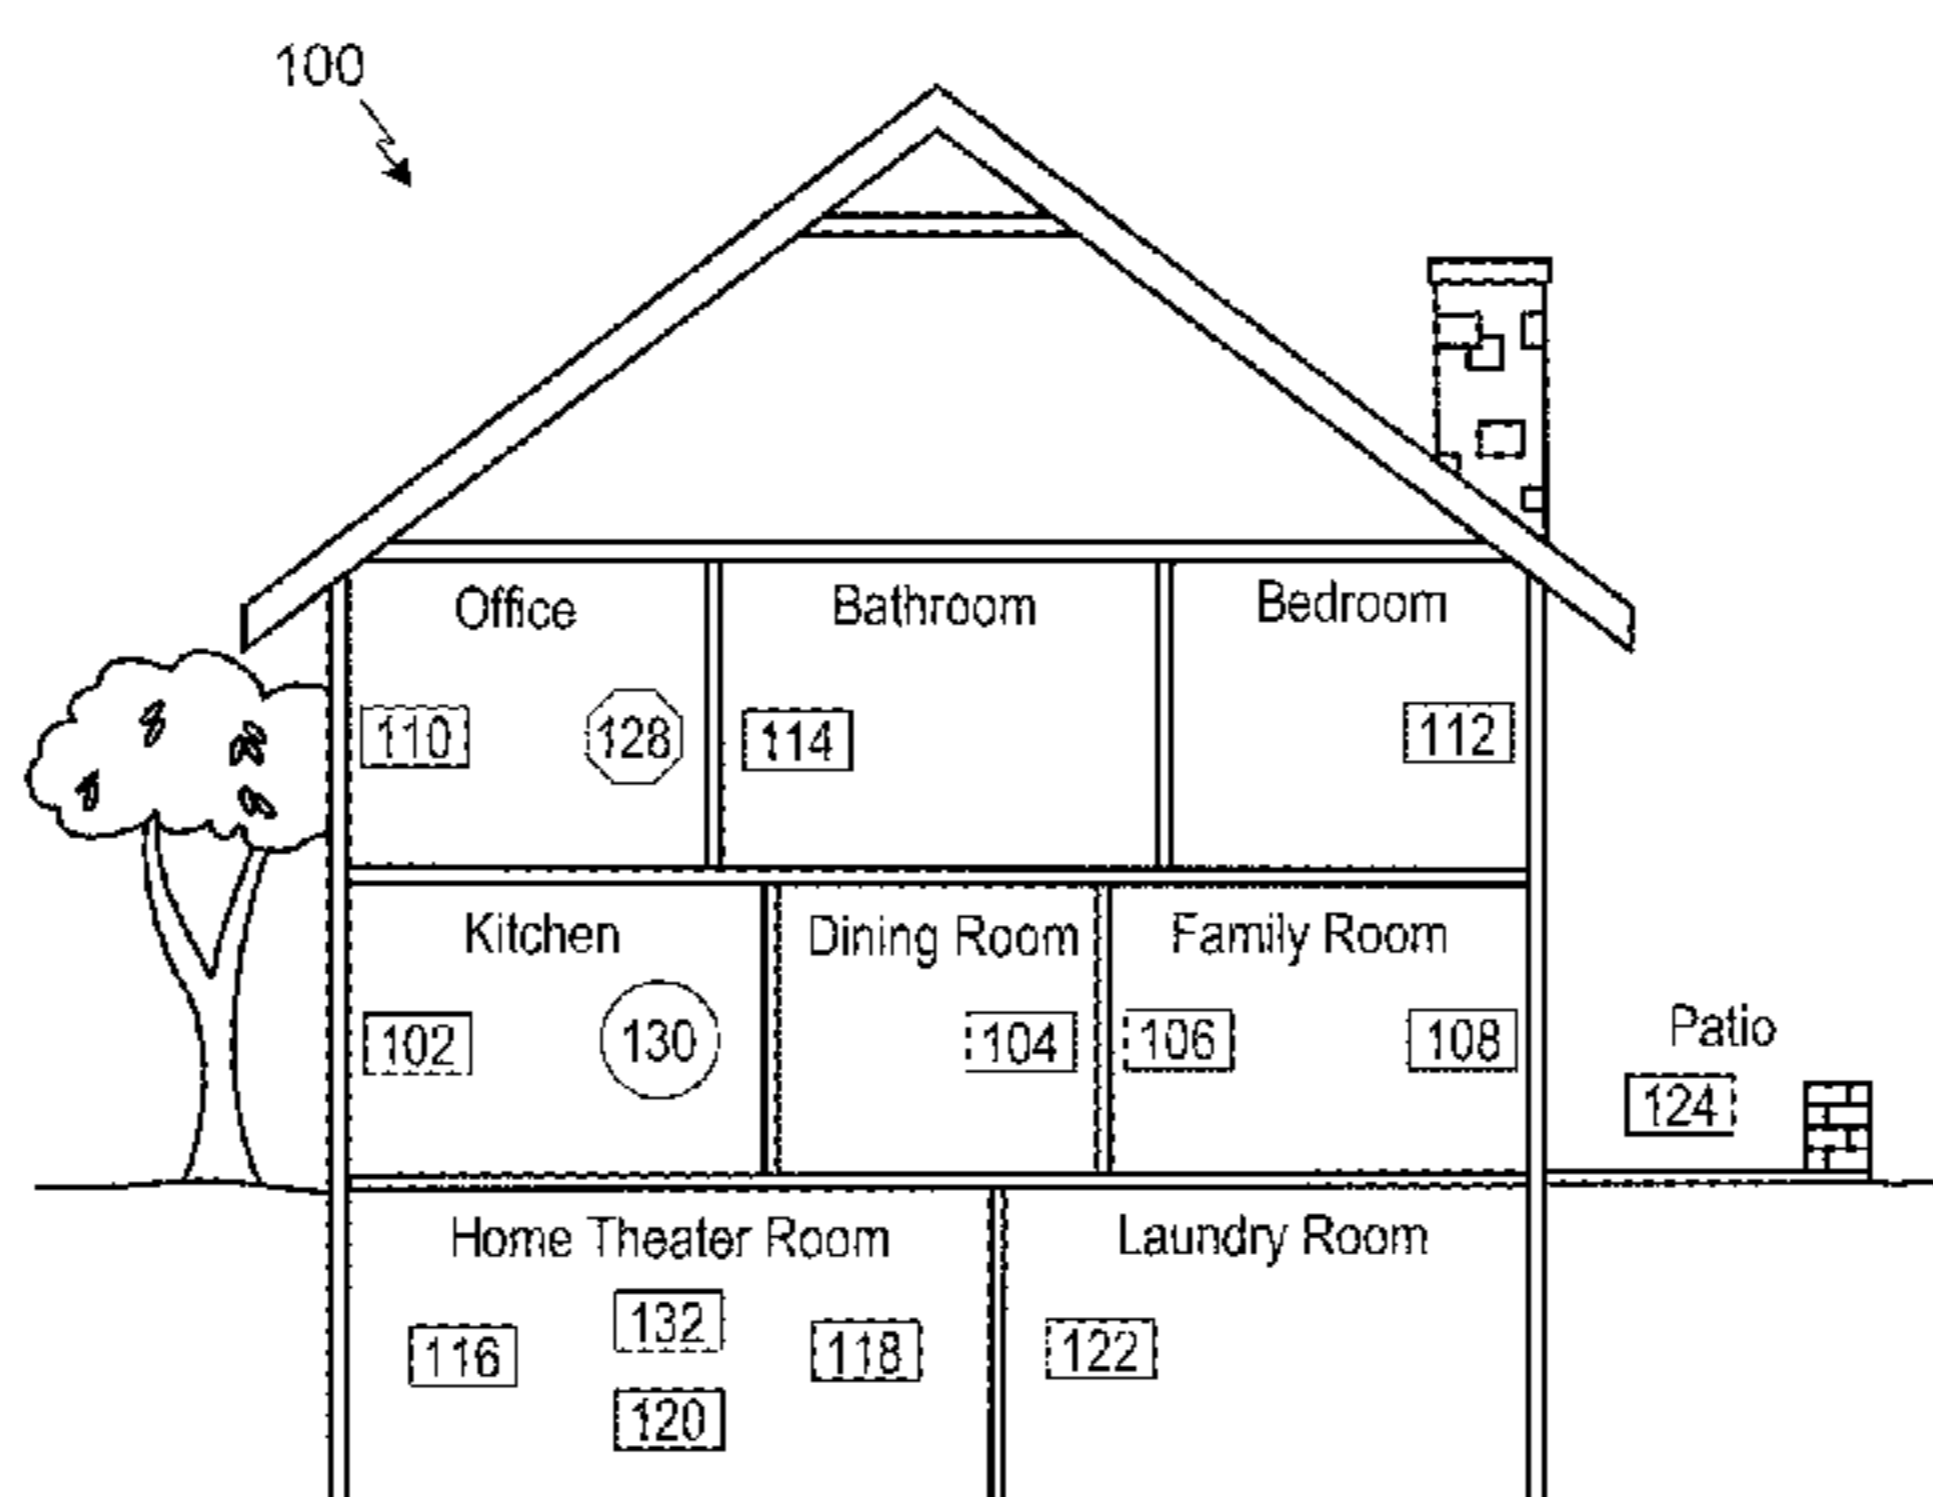 100
Office
Bathroom
Bedroom
110
128
114
112
Kitchen
Dining Room
Family Room
102
130
104
106
108
Patio
124
Home Theater Room
Laundry Room
116
132
118
122
120